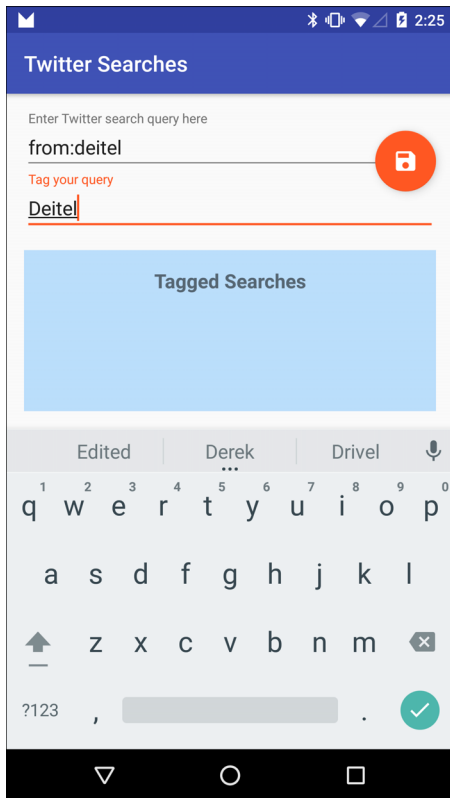 2:25
Twitter Searches
Enter Twitter search query here
from:deitel
Tag your query
Deitel
Tagged Searches
Edited Derek Drivel
1 2 3 4 5 6 7 8 9 0
q w e r t y u i o p
a s d f g h j k l
z x c v b n m
?123 , .